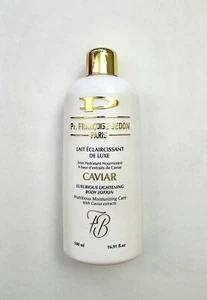 Pr. FRANÇOISE BEDON
PARIS
LAIT ÉCLAIRCISSANT
DE LUXE
Soin Hydratant Nourrissant
A base d'extraits de Caviar
CAVIAR
LUXURIOUS LIGHTENING
BODY LOTION
Nutritious Moisturizing Care
With Caviar extracts
FB
500 ml
16.91 fl.oz